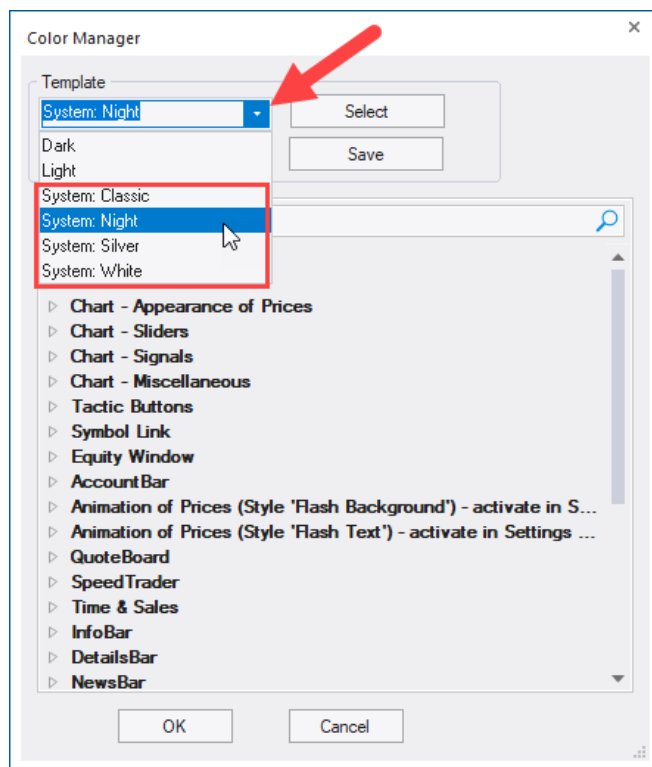 Color Manager
Template
System: Night
Select
Dark
Save
Light
System: Classic
System: Night
System: Silver
System: White
Chart - Appearance of Prices
Chart - Sliders
Chart - Signals
Chart - Miscellaneous
Tactic Buttons
Symbol Link
Equity Window
AccountBar
Animation of Prices (Style 'Flash Background') - activate in S...
Animation of Prices (Style 'Flash Text') - activate in Settings ...
QuoteBoard
SpeedTrader
Time & Sales
InfoBar
DetailsBar
NewsBar
OK
Cancel